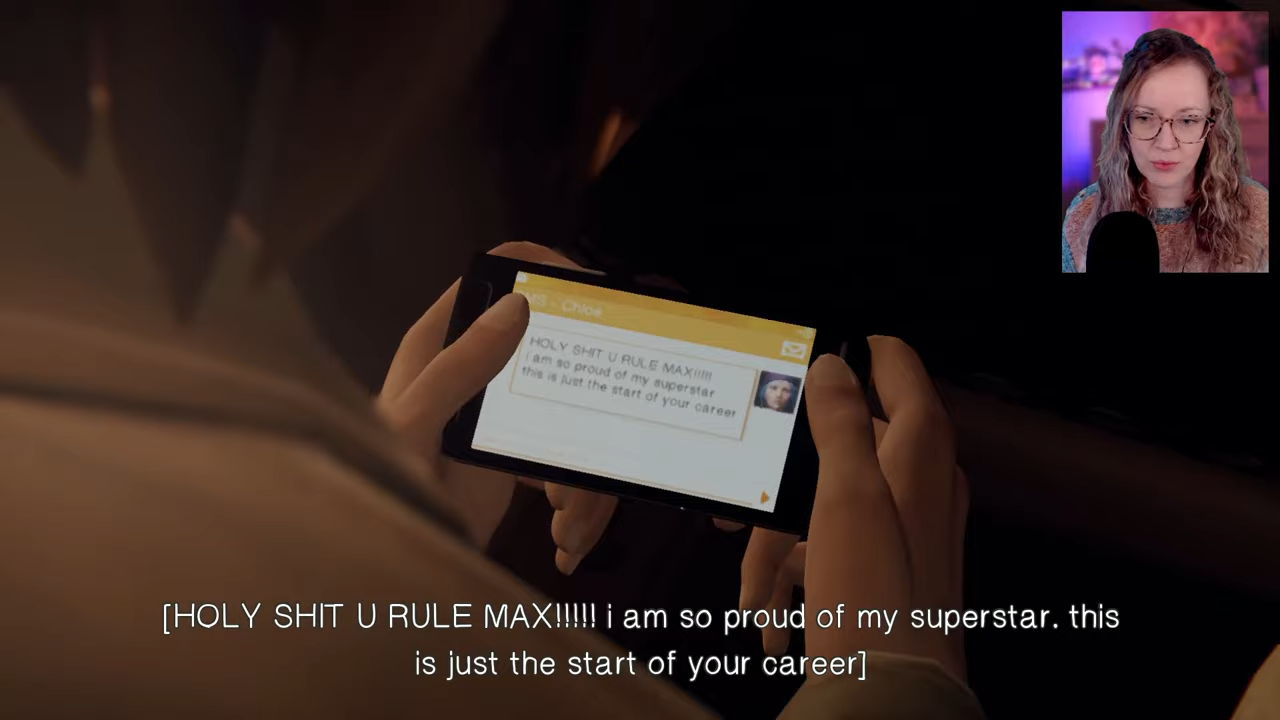 SMS - Chloe
HOLY SHIT U RULE MAX!!!!!
i am so proud of my superstar
this is just the start of your career
[HOLY SHIT U RULE MAX!!!!! i am so proud of my superstar. this
is just the start of your career]